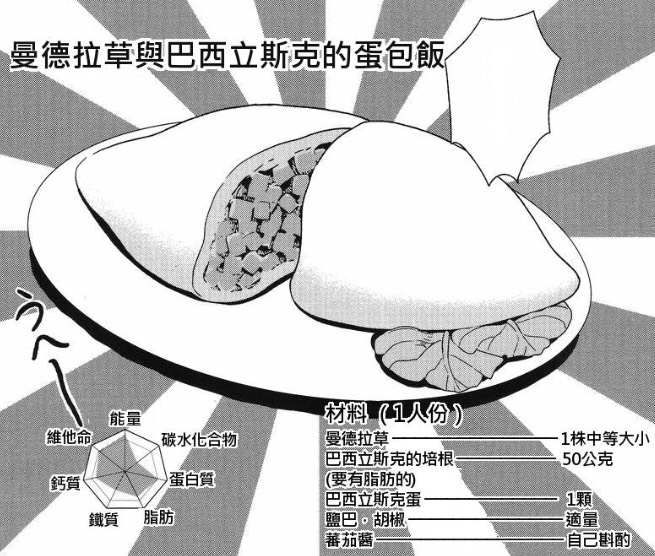 曼德拉草與巴西立斯克的蛋包飯
うへー
能量
碳水化合物
蛋白質
脂肪
鐵質
鈣質
維他命
材料（1人份）
曼德拉草 1株中等大小
巴西立斯克的培根 50公克
(要有脂肪的)
巴西立斯克蛋 1顆
鹽巴・胡椒 適量
蕃茄醬 自己斟酌